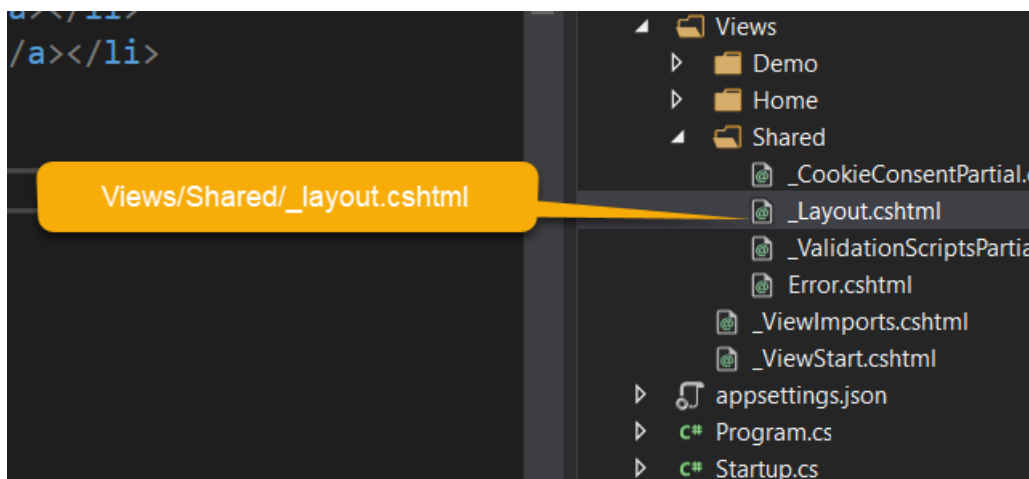 /a></li>
Views/Shared/_layout.cshtml
Views
Demo
Home
Shared
_CookieConsentPartial.
_Layout.cshtml
_ValidationScriptsPartia
Error.cshtml
_ViewImports.cshtml
_ViewStart.cshtml
appsettings.json
C# Program.cs
C# Startup.cs